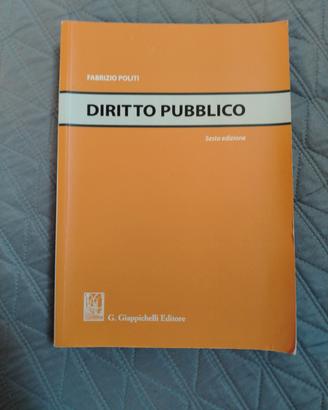 FABRIZIO POLITI
DIRITTO PUBBLICO
Sesta edizione
G. Giappichelli Editore